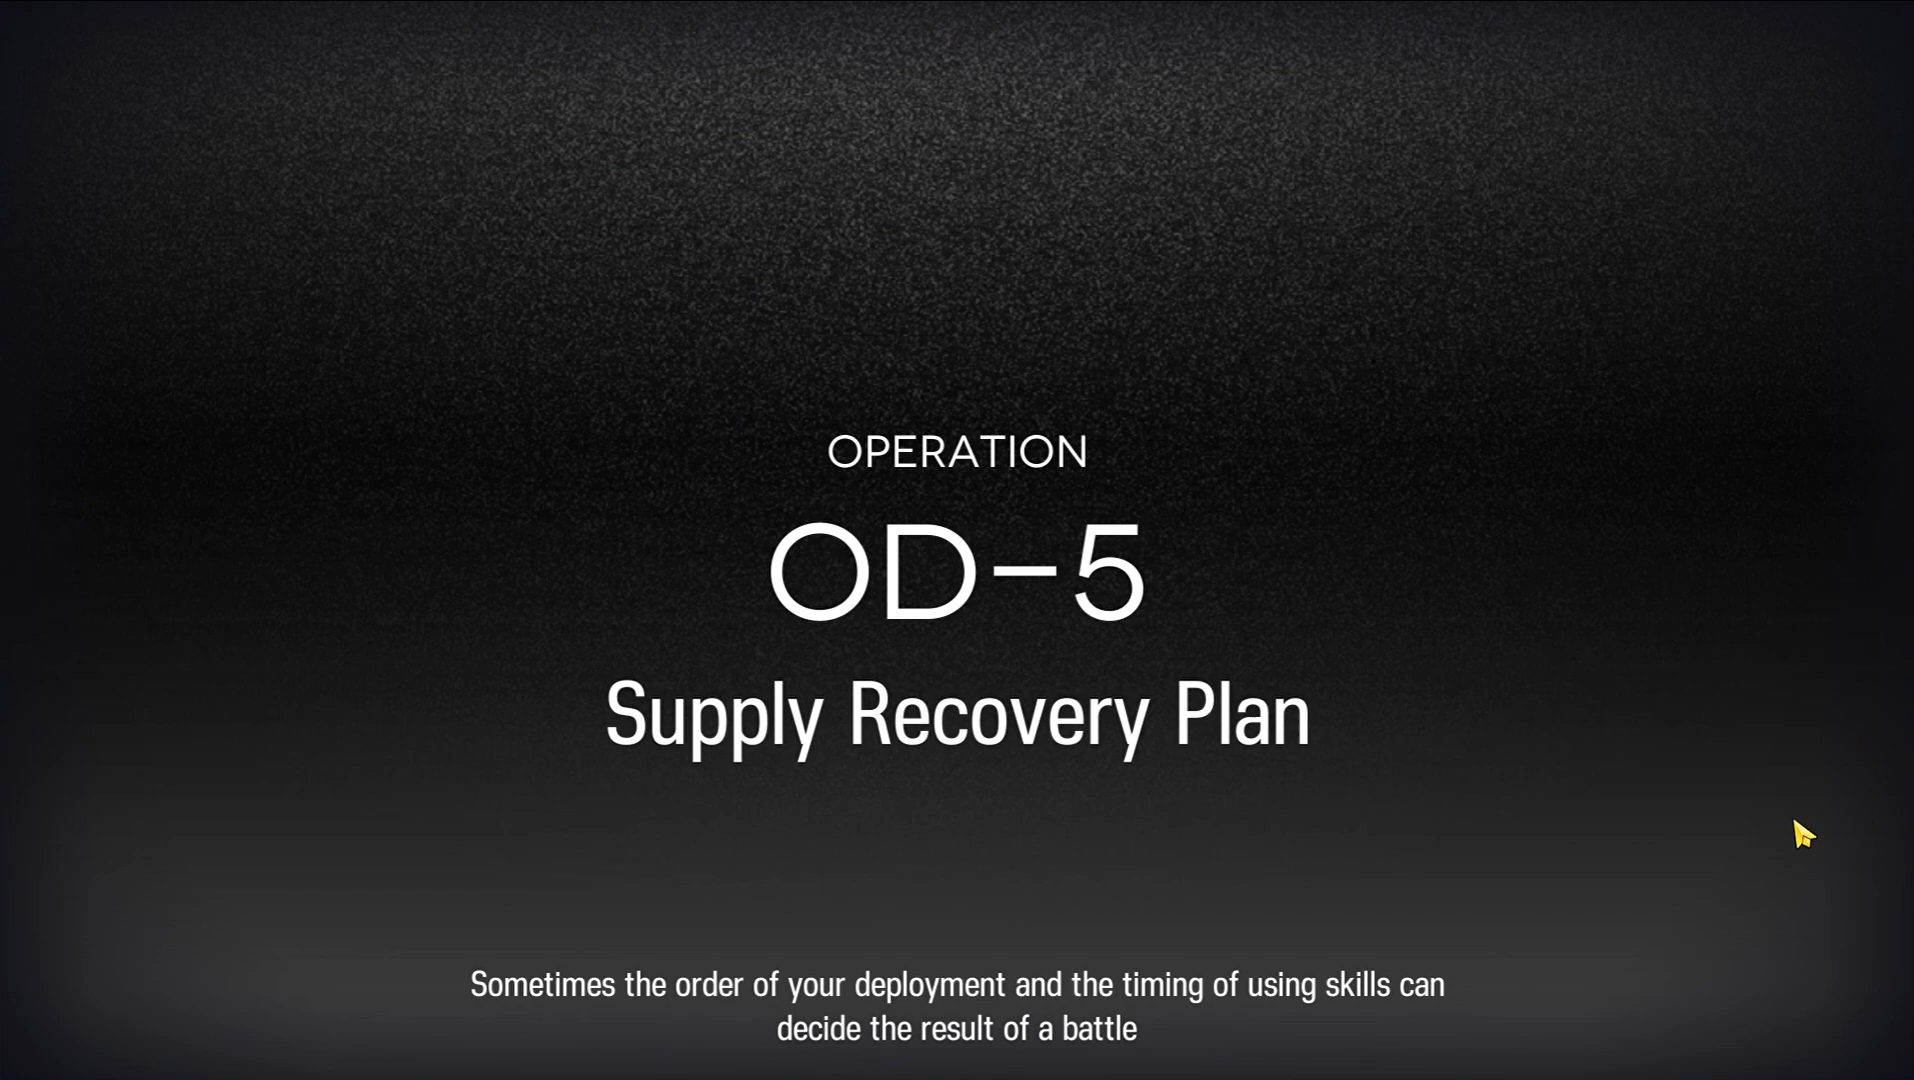 OPERATION
OD-5
Supply Recovery Plan
Sometimes the order of your deployment and the timing of using skills can
decide the result of a battle